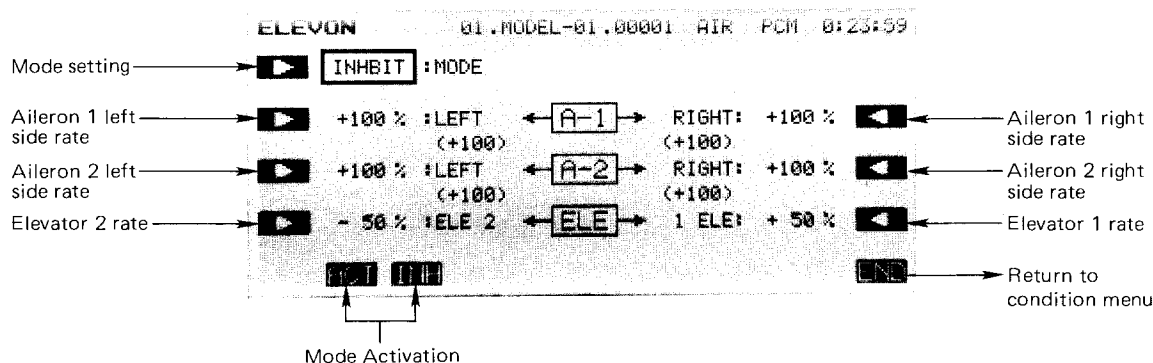 ELEVON 01.MODEL-01.00001 AIR PCM 0:23:59
Mode setting INHBIT :MODE
Aileron 1 left side rate +100 % :LEFT (+100) A-1 RIGHT: +100 % (+100) Aileron 1 right side rate
Aileron 2 left side rate +100 % :LEFT (+100) A-2 RIGHT: +100 % (+100) Aileron 2 right side rate
Elevator 2 rate - 50 % :ELE 2 ELE 1 ELE: + 50 % Elevator 1 rate
ACT INH END Return to condition menu
Mode Activation